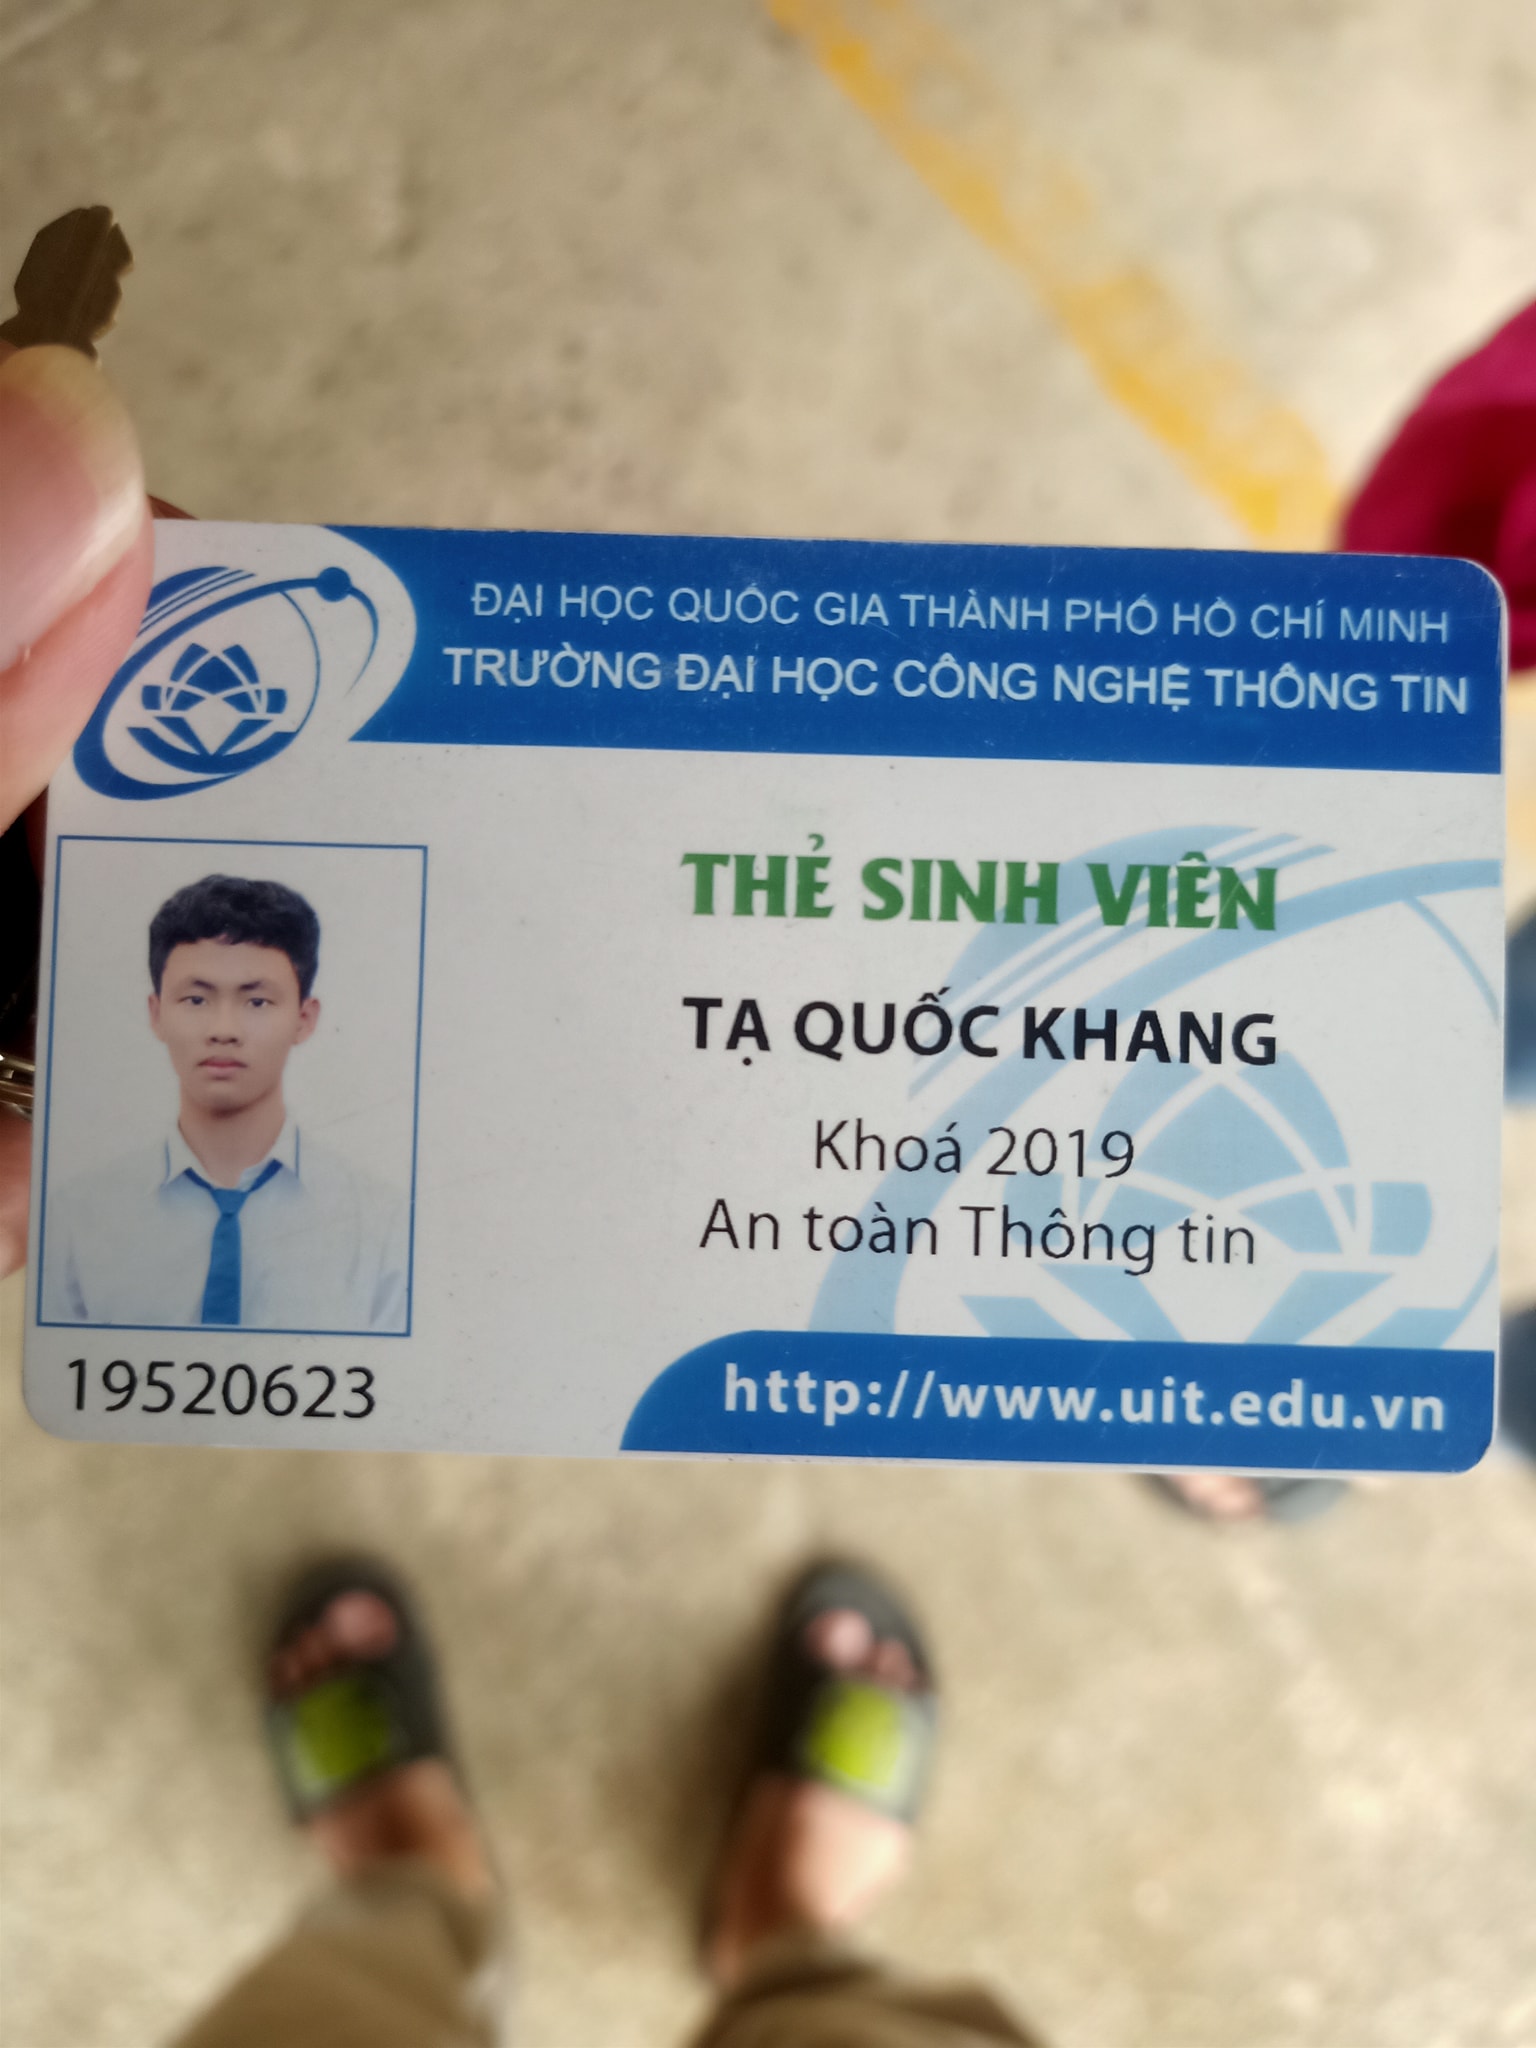 ĐẠI HỌC QUỐC GIA THÀNH PHỐ HỒ CHÍ MINH
TRƯỜNG ĐẠI HỌC CÔNG NGHỆ THÔNG TIN
THẺ SINH VIÊN
TẠ QUỐC KHANG
Khoá 2019
An toàn Thông tin
19520623
http://www.uit.edu.vn